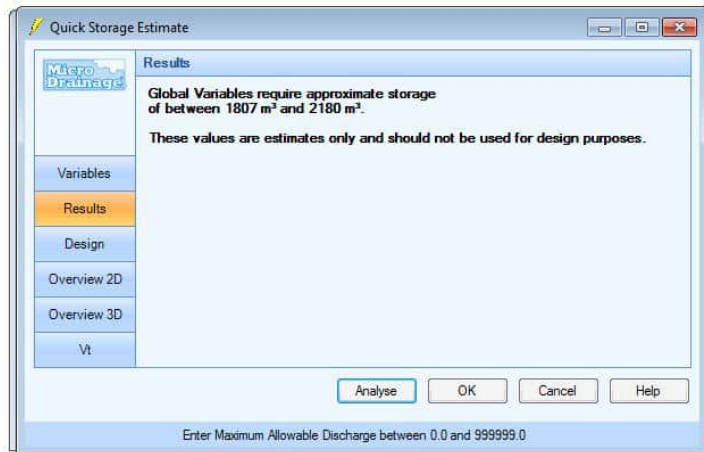 Quick Storage Estimate
Micro
Drainage
Results
Global Variables require approximate storage
of between 1807 m³ and 2180 m³.
These values are estimates only and should not be used for design purposes.
Variables
Results
Design
Overview 2D
Overview 3D
Vt
Analyse
OK
Cancel
Help
Enter Maximum Allowable Discharge between 0.0 and 999999.0